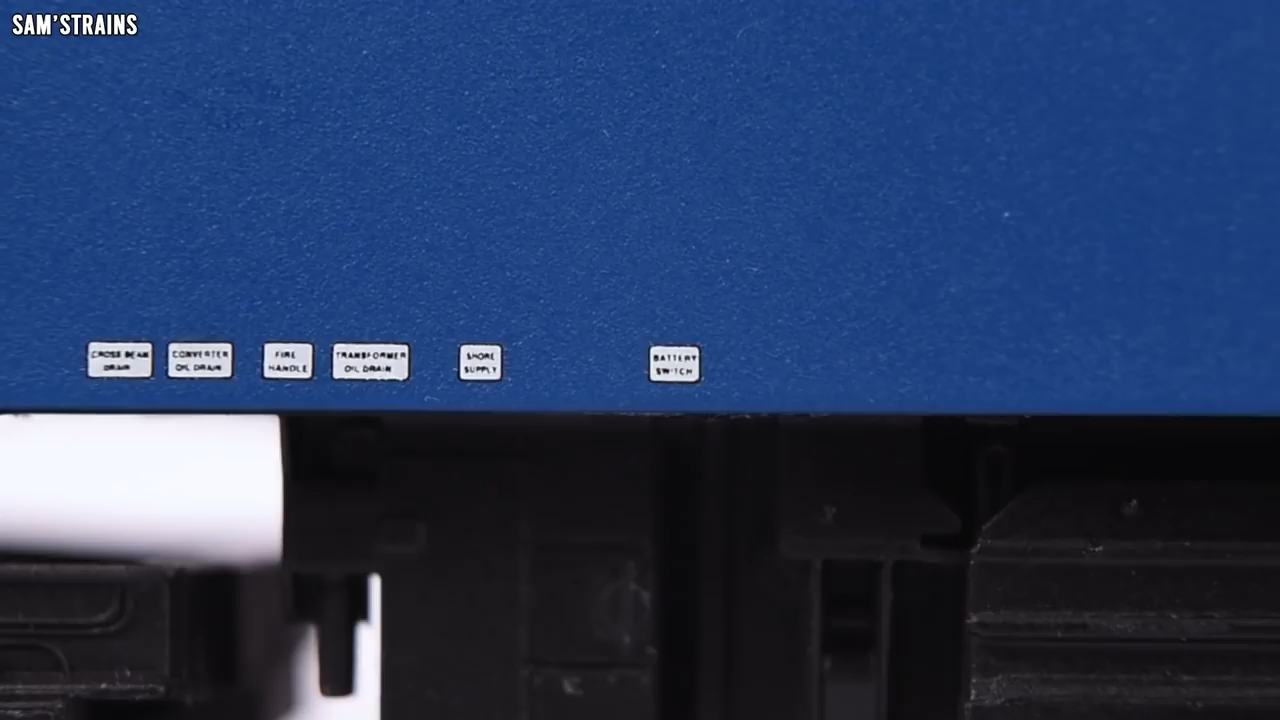 SAM'STRAINS
CROSS BEAM
DRAIN
CONVERTER
OIL DRAIN
FIRE
HANDLE
TRANSFORMER
OIL DRAIN
SHORE
SUPPLY
BATTERY
SWITCH